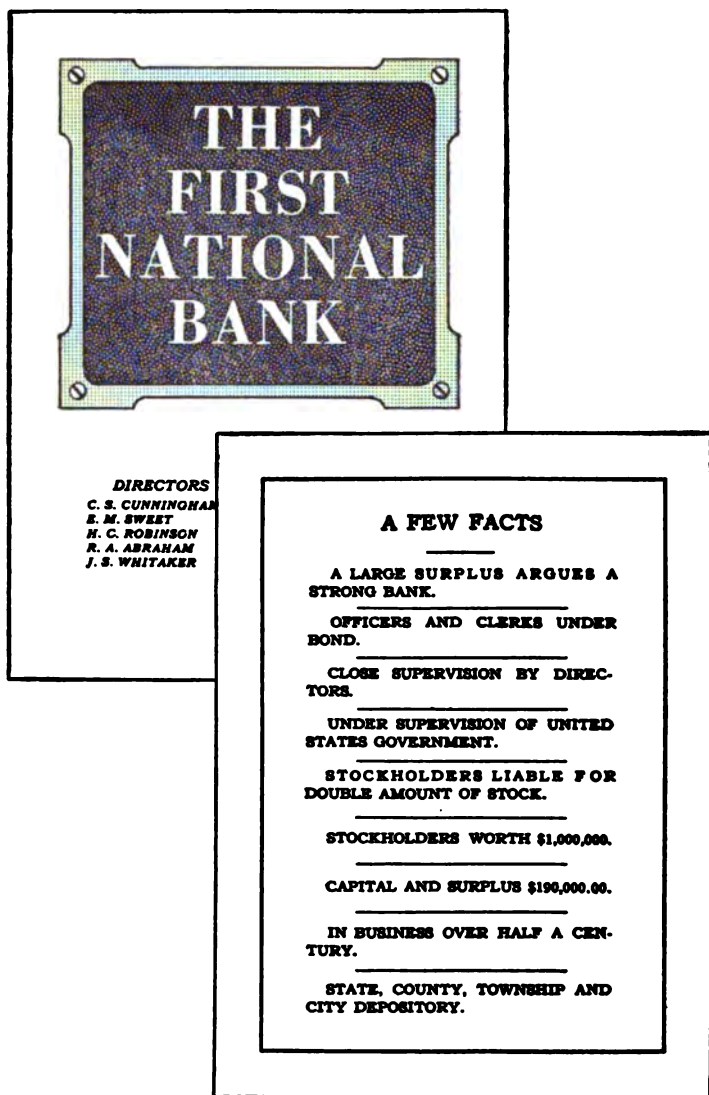 THE
FIRST
NATIONAL
BANK
DIRECTORS
C. S. CUNNINGHAM
E. M. SWEET
H. C. ROBINSON
R. A. ABRAHAM
J. S. WHITAKER
A FEW FACTS
A LARGE SURPLUS ARGUES A
STRONG BANK.
OFFICERS AND CLERKS UNDER
BOND.
CLOSE SUPERVISION BY DIREC-
TORS.
UNDER SUPERVISION OF UNITED
STATES GOVERNMENT.
STOCKHOLDERS LIABLE FOR
DOUBLE AMOUNT OF STOCK.
STOCKHOLDERS WORTH $1,000,000.
CAPITAL AND SURPLUS $190,000.00.
IN BUSINESS OVER HALF A CEN-
TURY.
STATE, COUNTY, TOWNSHIP AND
CITY DEPOSITORY.